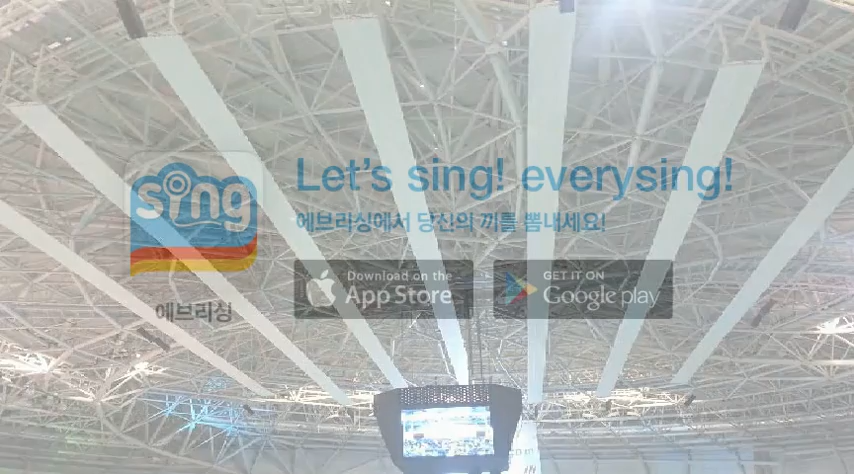 Sing
Let's sing! everysing!
에브리싱에서 당신의 끼를 뽐내세요!
Download on the
App Store
GET IT ON
Google play
에브리싱